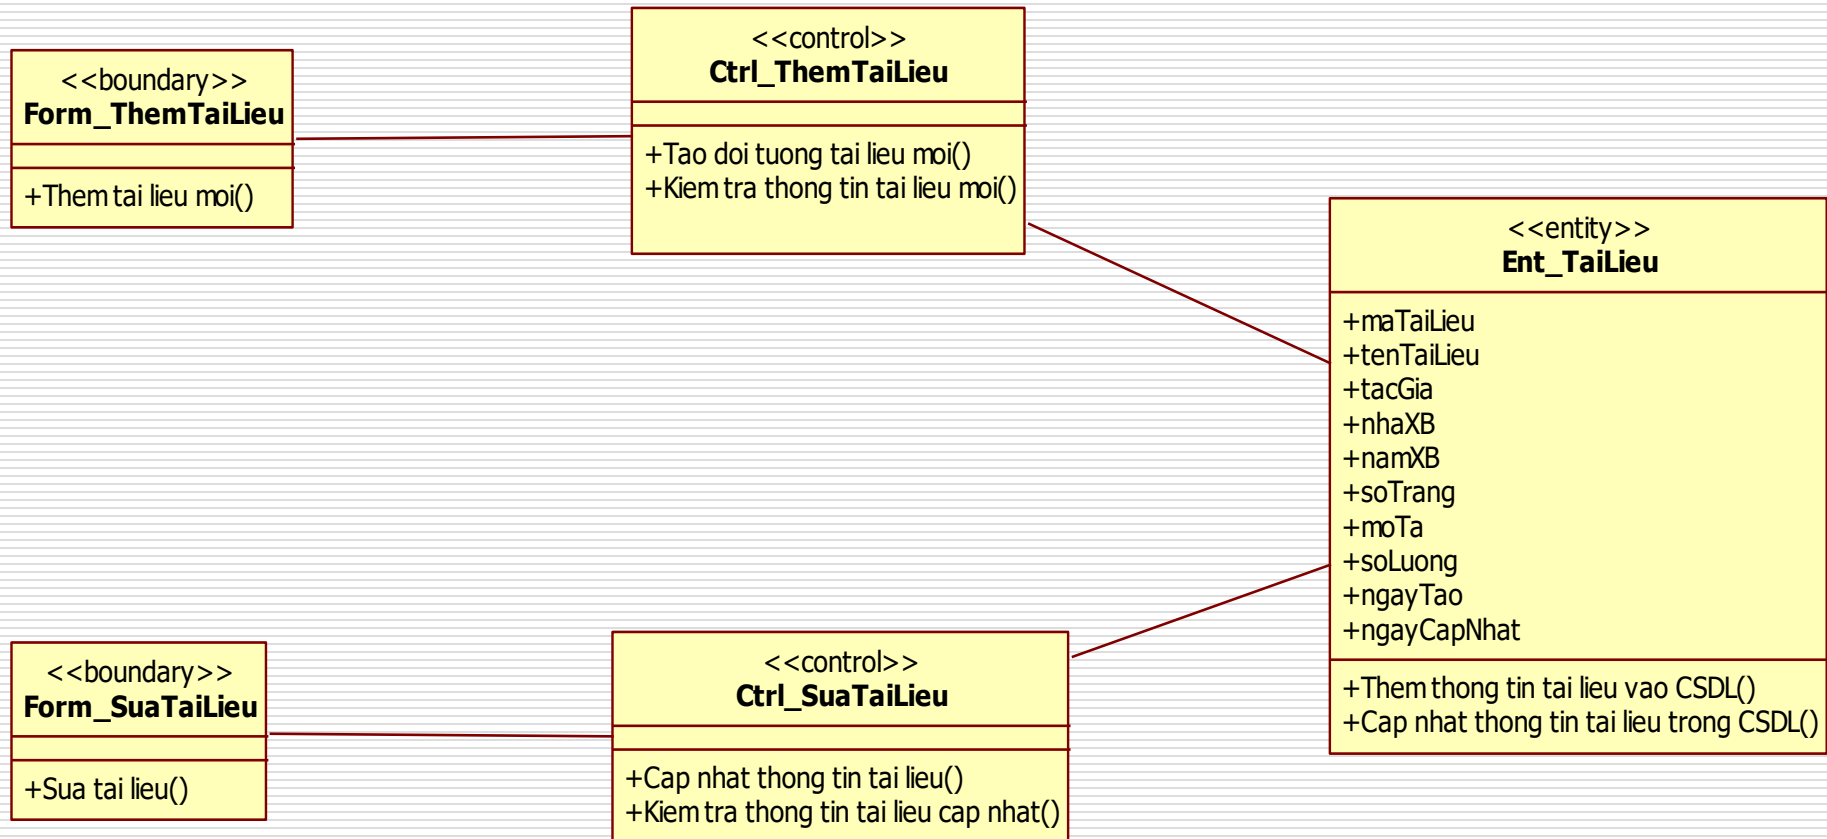 <<boundary>>
Form_ThemTaiLieu
+Them tai lieu moi()
<<control>>
Ctrl_ThemTaiLieu
+Tao doi tuong tai lieu moi()
+Kiem tra thong tin tai lieu moi()
<<entity>>
Ent_TaiLieu
+maTaiLieu
+tenTaiLieu
+tacGia
+nhaXB
+namXB
+soTrang
+moTa
+soLuong
+ngayTao
+ngayCapNhat
+Them thong tin tai lieu vao CSDL()
+Cap nhat thong tin tai lieu trong CSDL()
<<boundary>>
Form_SuaTaiLieu
+Sua tai lieu()
<<control>>
Ctrl_SuaTaiLieu
+Cap nhat thong tin tai lieu()
+Kiem tra thong tin tai lieu cap nhat()